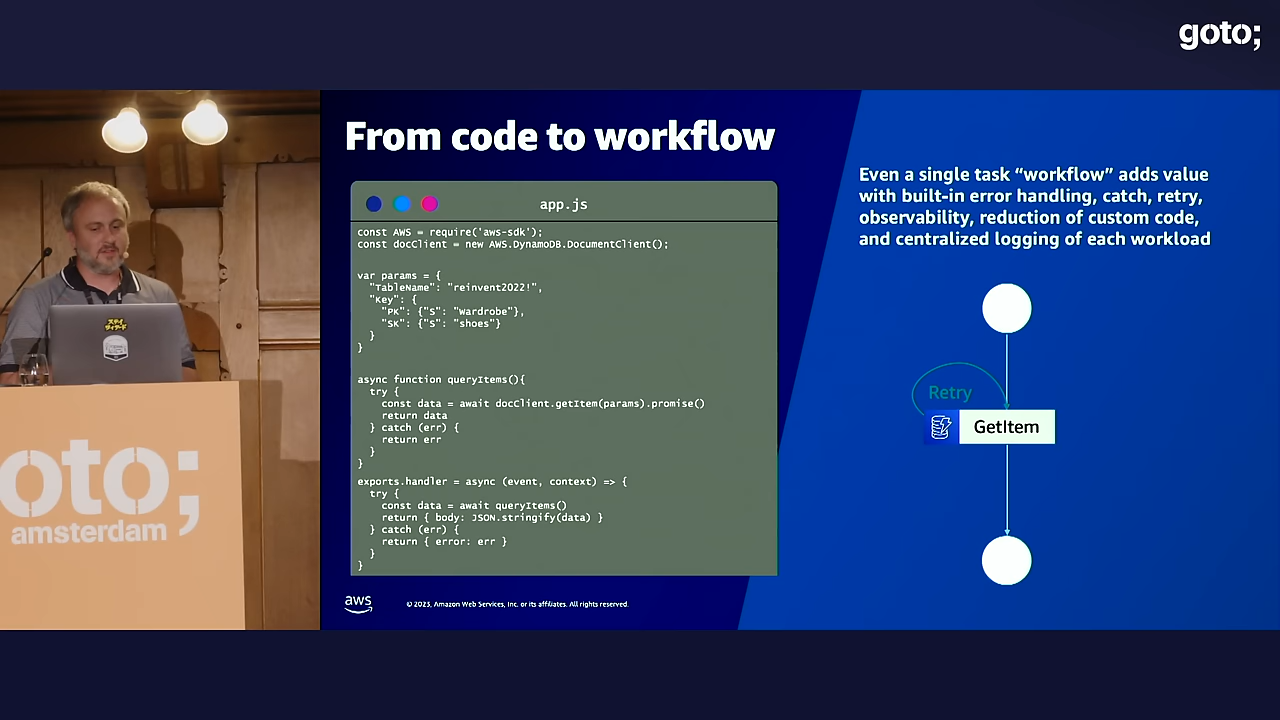 goto;
From code to workflow
app.js
const AWS = require('aws-sdk');
const docClient = new AWS.DynamoDB.DocumentClient();
var params = {
"TableName": "reinvent2022!",
"Key": {
"PK": {"S": "Wardrobe"},
"SK": {"S": "shoes"}
}
}
async function queryItems(){
try {
const data = await docClient.getItem(params).promise()
return data
} catch (err) {
return err
}
}
exports.handler = async (event, context) => {
try {
const data = await queryItems()
return { body: JSON.stringify(data) }
} catch (err) {
return { error: err }
}
}
Even a single task “workflow” adds value
with built-in error handling, catch, retry,
observability, reduction of custom code,
and centralized logging of each workload
Retry
GetItem
aws
© 2023, Amazon Web Services, Inc. or its affiliates. All rights reserved.
oto;
amsterdam